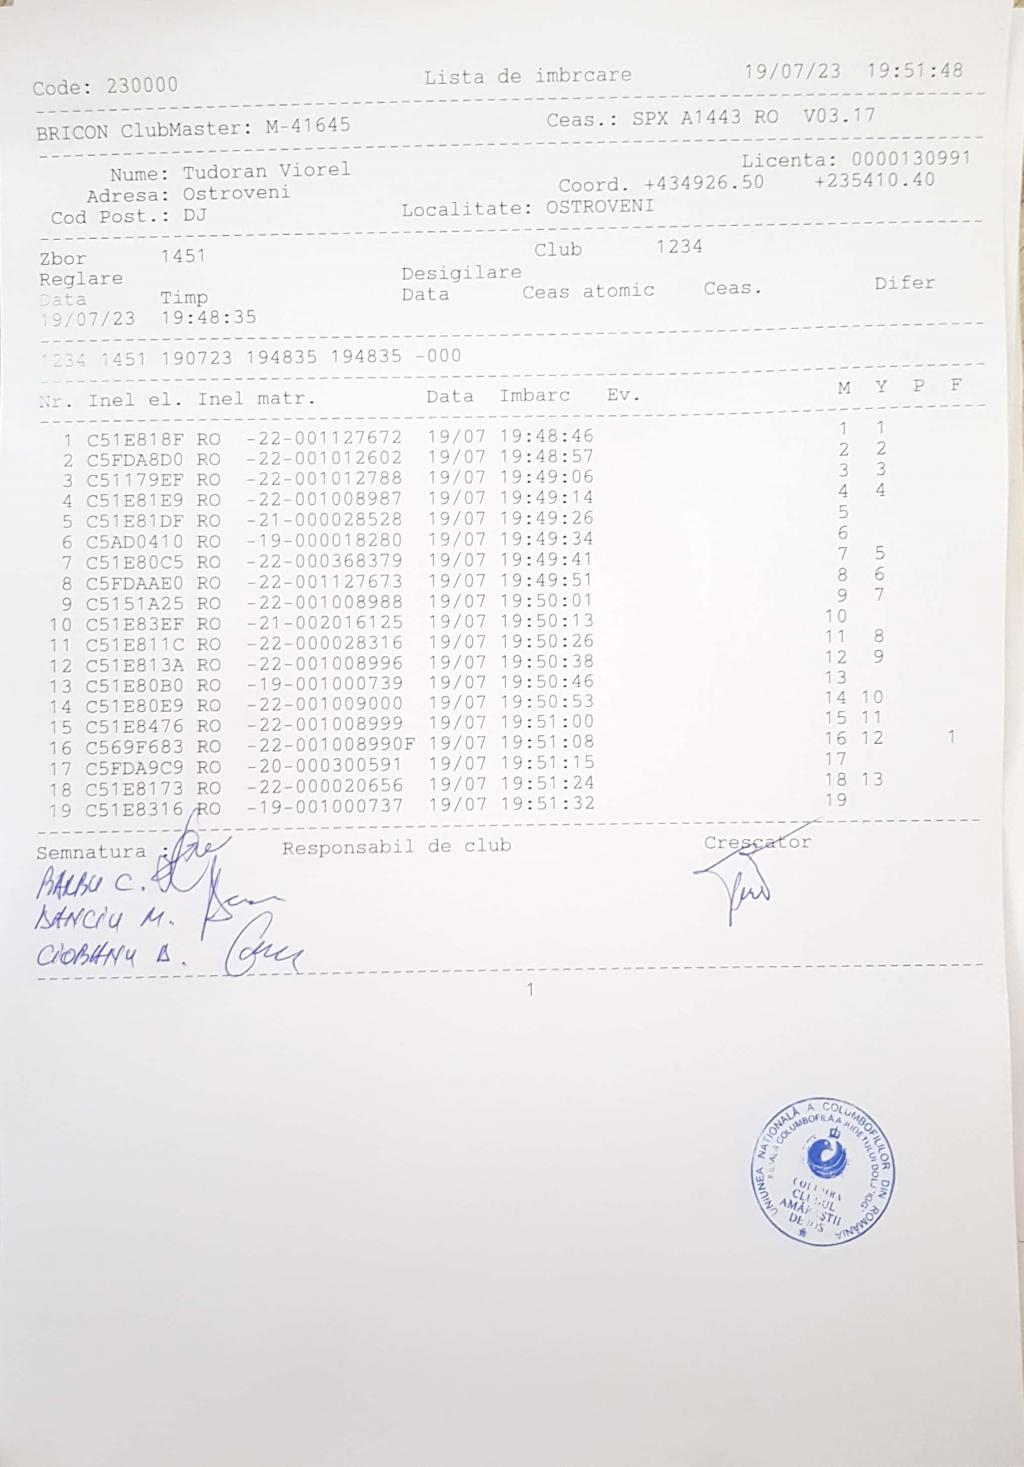 Code: 230000 Lista de imbrcare 19/07/23 19:51:48
BRICON ClubMaster: M-41645 Ceas.: SPX A1443 RO V03.17
Nume: Tudoran Viorel Licenta: 0000130991
Adresa: Ostroveni Coord. +434926.50 +235410.40
Cod Post.: DJ Localitate: OSTROVENI
Zbor 1451 Club 1234
Reglare Desigilare
Data Timp Data Ceas atomic Ceas. Difer
19/07/23 19:48:35
1234 1451 190723 194835 194835 -000
Nr. Inel el. Inel matr. Data Imbarc Ev. M Y P F
1 C51E818F RO -22-001127672 19/07 19:48:46 1 1
2 C5FDA8D0 RO -22-001012602 19/07 19:48:57 2 2
3 C51179EF RO -22-001012788 19/07 19:49:06 3 3
4 C51E81E9 RO -22-001008987 19/07 19:49:14 4 4
5 C51E81DF RO -21-000028528 19/07 19:49:26 5
6 C5AD0410 RO -19-000018280 19/07 19:49:34 6
7 C51E80C5 RO -22-000368379 19/07 19:49:41 7 5
8 C5FDAAE0 RO -22-001127673 19/07 19:49:51 8 6
9 C5151A25 RO -22-001008988 19/07 19:50:01 9 7
10 C51E83EF RO -21-002016125 19/07 19:50:13 10
11 C51E811C RO -22-000028316 19/07 19:50:26 11 8
12 C51E813A RO -22-001008996 19/07 19:50:38 12 9
13 C51E80B0 RO -19-001000739 19/07 19:50:46 13
14 C51E80E9 RO -22-001009000 19/07 19:50:53 14 10
15 C51E8476 RO -22-001008999 19/07 19:51:00 15 11
16 C569F683 RO -22-001008990F 19/07 19:51:08 16 12 1
17 C5FDA9C9 RO -20-000300591 19/07 19:51:15 17
18 C51E8173 RO -22-000020656 19/07 19:51:24 18 13
19 C51E8316 RO -19-001000737 19/07 19:51:32 19
Semnatura : Responsabil de club Crescator
BARBU C.
DANCIU M.
CIOBANU D.
1
UNIUNEA NAŢIONALĂ A COLUMBOFILILOR DIN ROMÂNIA
FILIALA COLUMBOFILA A JUDEŢULUI DOLJ
CLUBUL
AMĂRĂŞTII
DE JOS